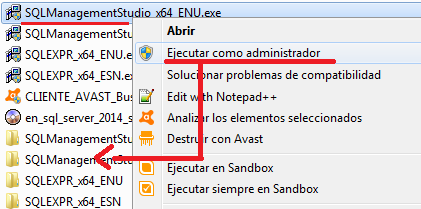 SQLManagementStudio_x64_ENU.exe
Abrir
SQLManagementStu
Ejecutar como administrador
SQLEXPR_x64_ENU.e
Solucionar problemas de compatibilidad
SQLEXPR_x64_ESN.e
Edit with Notepad++
CLIENTE_AVAST_Bus
Analizar los elementos seleccionados
en_sql_server_2014_s
Destruir con Avast
SQLManagementStu
SQLManagementStu
Ejecutar en Sandbox
SQLEXPR_x64_ENU
Ejecutar siempre en Sandbox
SQLEXPR_x64_ESN